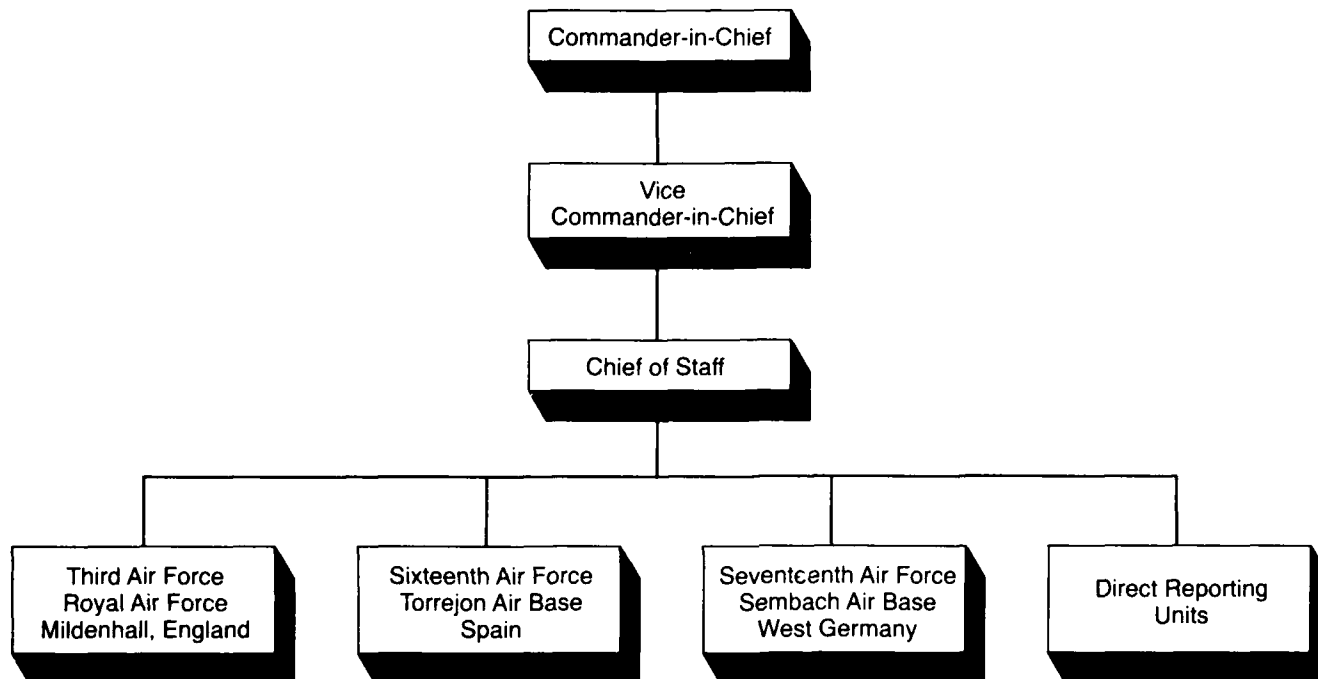 Commander-in-Chief
Vice
Commander-in-Chief
Chief of Staff
Third Air Force
Royal Air Force
Mildenhall, England
Sixteenth Air Force
Torrejon Air Base
Spain
Seventeenth Air Force
Sembach Air Base
West Germany
Direct Reporting
Units